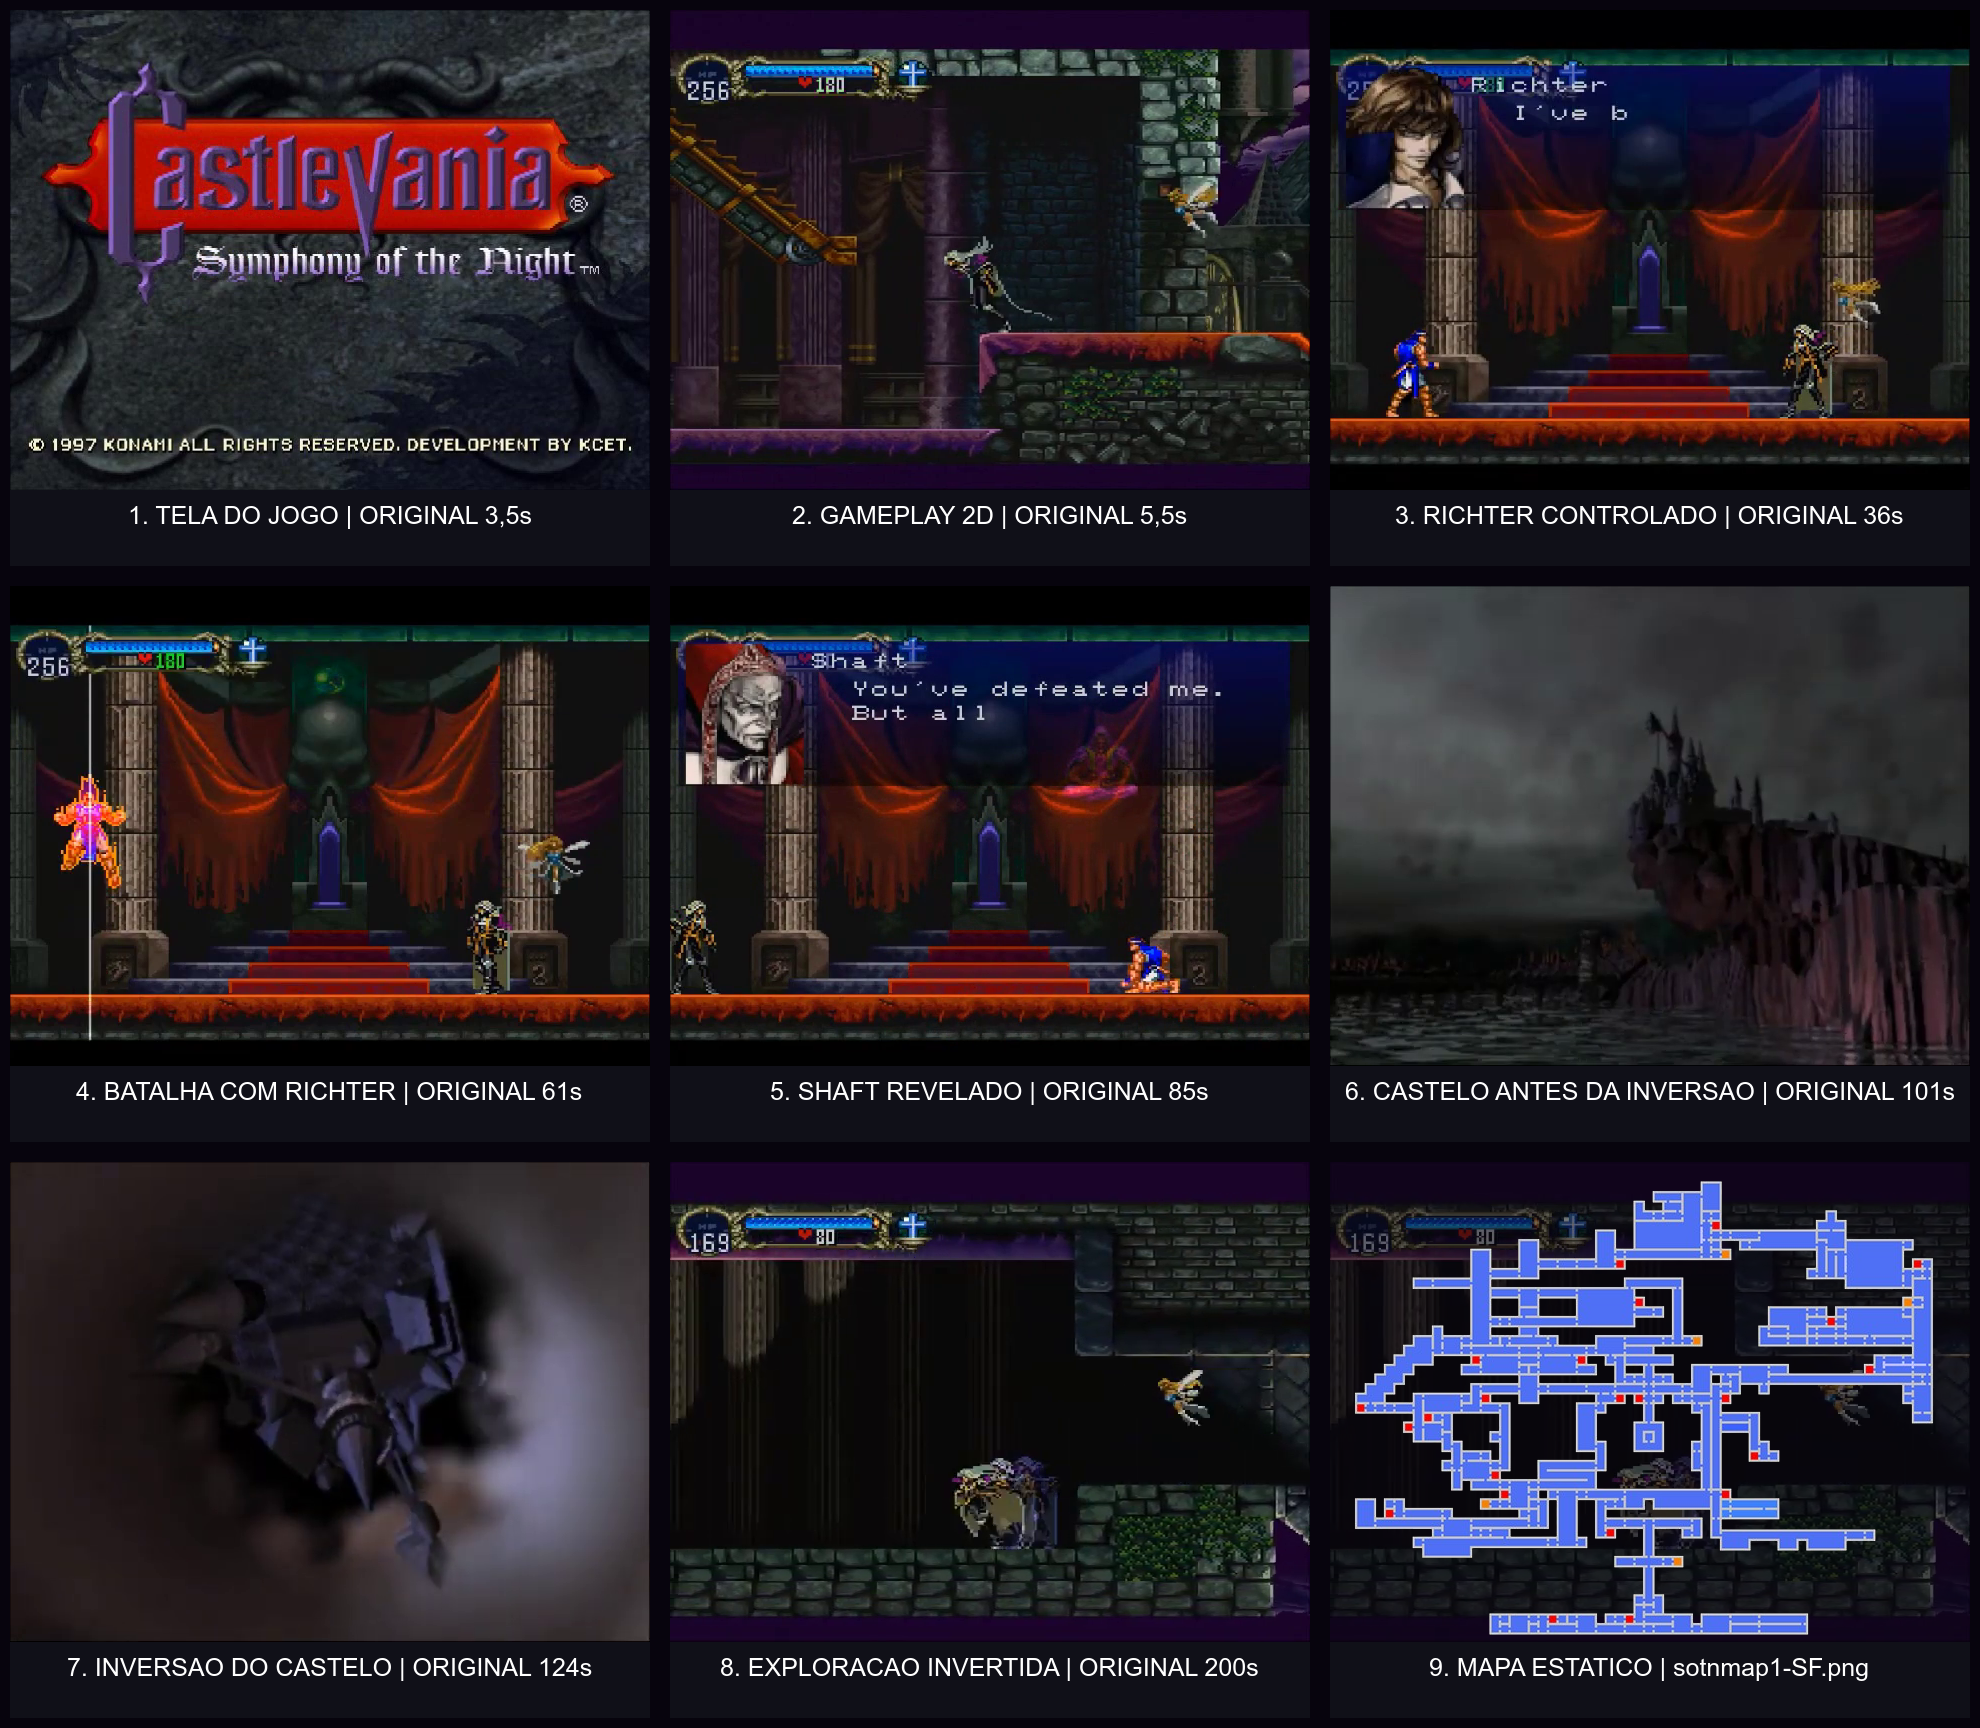 Castlevania®
Symphony of the Night™
© 1997 KONAMI ALL RIGHTS RESERVED. DEVELOPMENT BY KCET.
1. TELA DO JOGO | ORIGINAL 3,5s
HP
256
180
2. GAMEPLAY 2D | ORIGINAL 5,5s
Richter
I've b
3. RICHTER CONTROLADO | ORIGINAL 36s
HP
256
180
4. BATALHA COM RICHTER | ORIGINAL 61s
Shaft
You've defeated me.
But all
5. SHAFT REVELADO | ORIGINAL 85s
6. CASTELO ANTES DA INVERSAO | ORIGINAL 101s
7. INVERSAO DO CASTELO | ORIGINAL 124s
HP
169
80
8. EXPLORACAO INVERTIDA | ORIGINAL 200s
169
80
9. MAPA ESTATICO | sotnmap1-SF.png